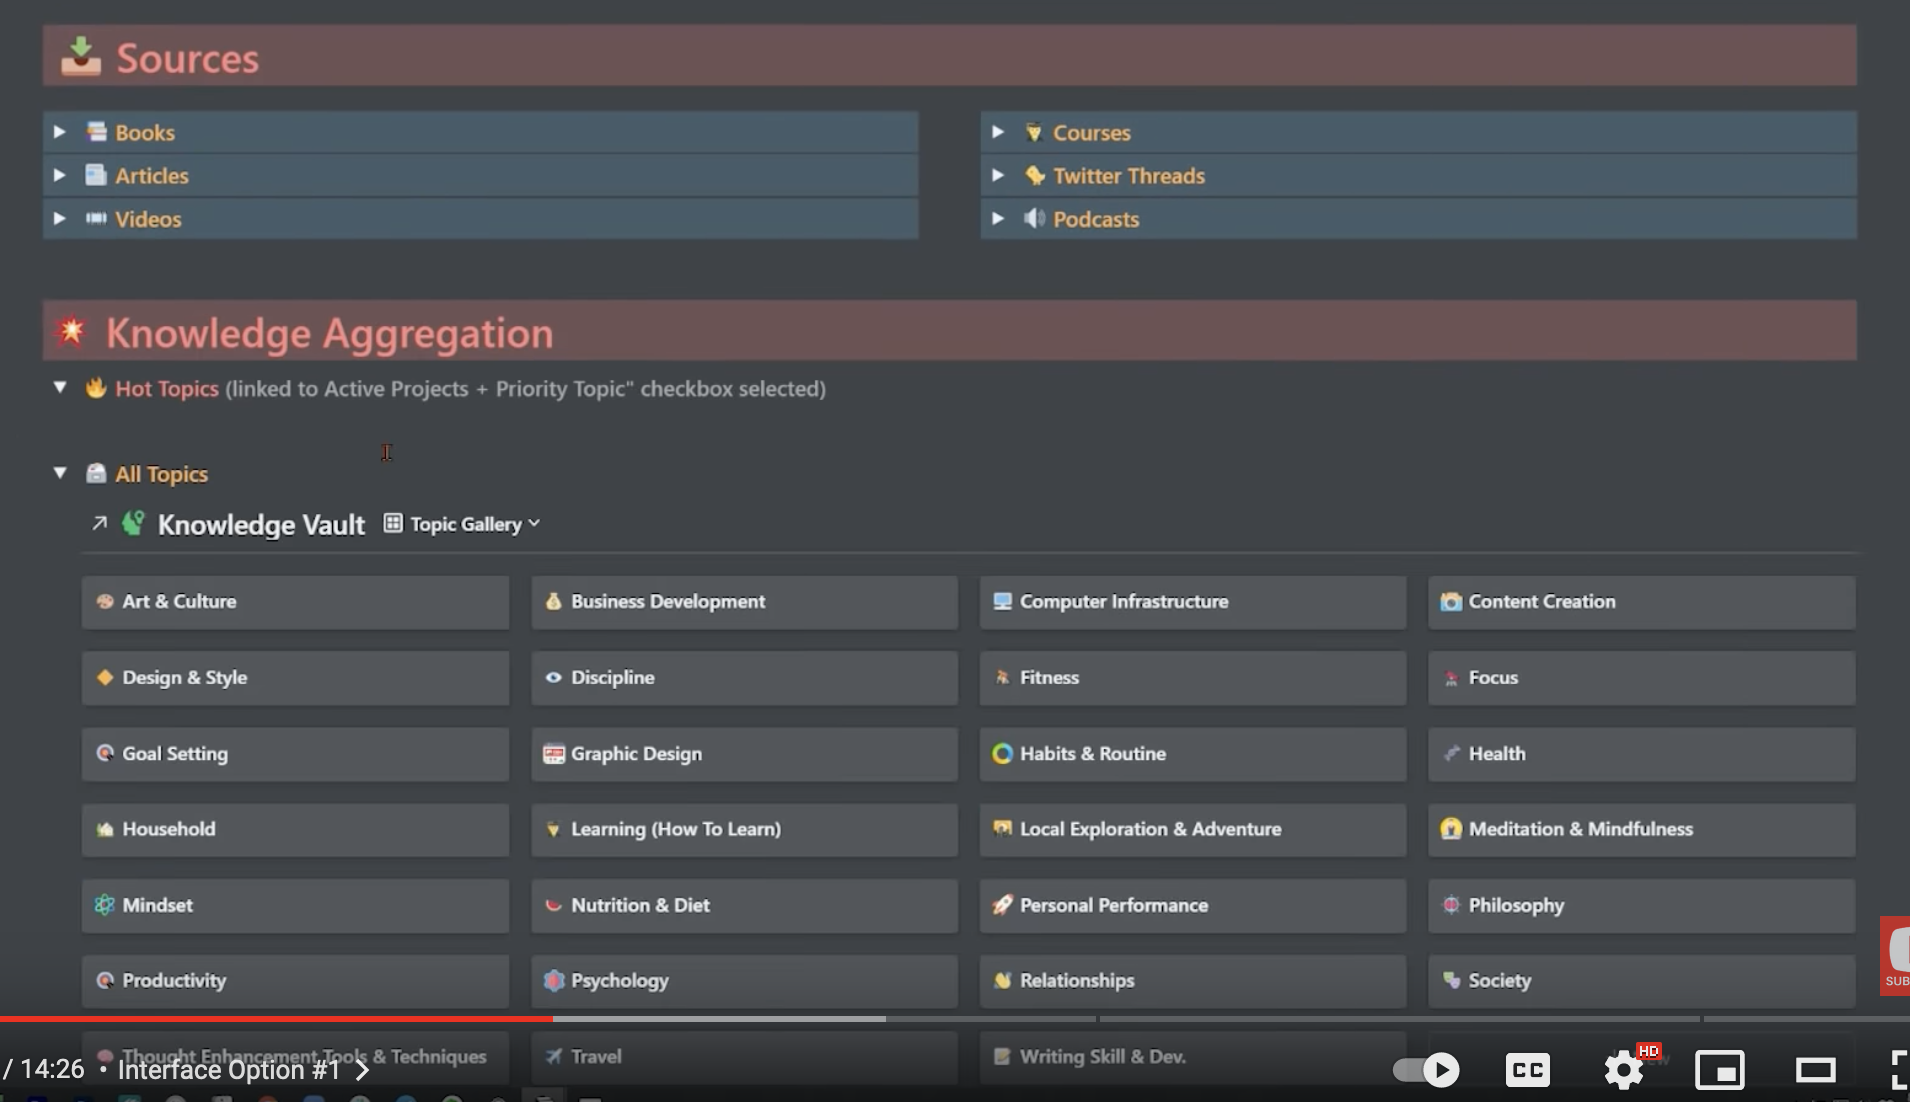 Sources
Books
Courses
Articles
Twitter Threads
Videos
Podcasts
Knowledge Aggregation
Hot Topics (linked to Active Projects + Priority Topic" checkbox selected)
All Topics
Knowledge Vault Topic Gallery
Art & Culture
Business Development
Computer Infrastructure
Content Creation
Design & Style
Discipline
Fitness
Focus
Goal Setting
Graphic Design
Habits & Routine
Health
Household
Learning (How To Learn)
Local Exploration & Adventure
Meditation & Mindfulness
Mindset
Nutrition & Diet
Personal Performance
Philosophy
Productivity
Psychology
Relationships
Society
SUB
Thought Enhancement Tools & Techniques
Travel
Writing Skill & Dev.
/ 14:26 • Interface Option #1
CC
HD